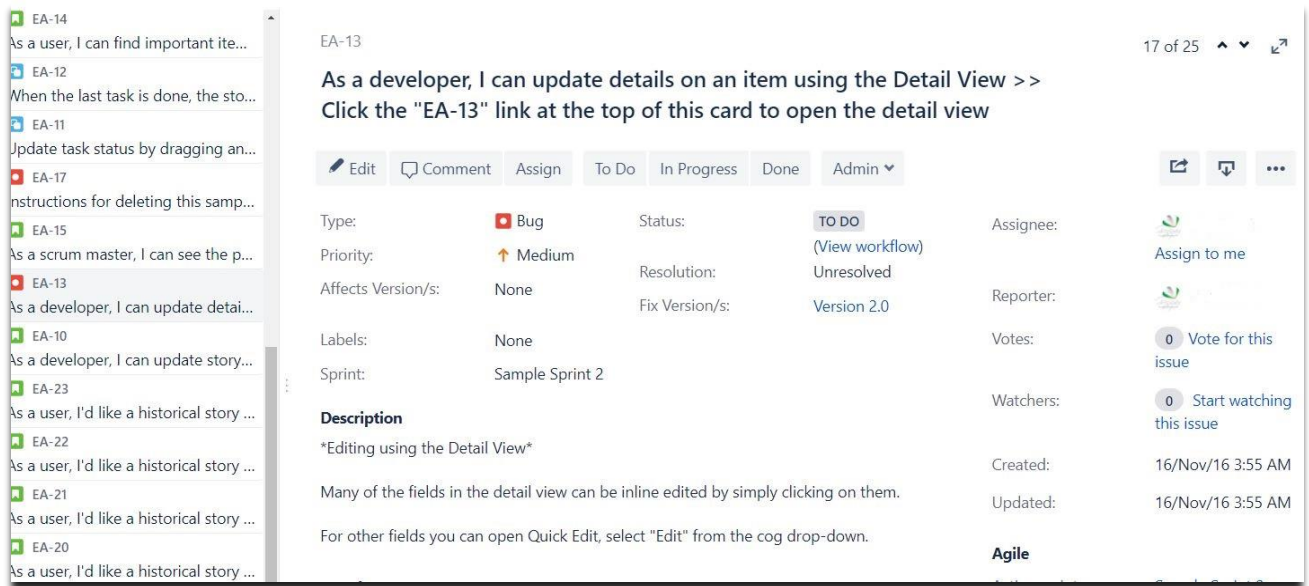 EA-14
As a user, I can find important ite...
EA-12
When the last task is done, the sto...
EA-11
Update task status by dragging an...
EA-17
nstructions for deleting this samp...
EA-15
As a scrum master, I can see the p...
EA-13
As a developer, I can update detai...
EA-10
As a developer, I can update story...
EA-23
As a user, I'd like a historical story ...
EA-22
As a user, I'd like a historical story ...
EA-21
As a user, I'd like a historical story ...
EA-20
As a user, I'd like a historical story ...
EA-13
17 of 25
As a developer, I can update details on an item using the Detail View >>
Click the "EA-13" link at the top of this card to open the detail view
Edit Comment Assign To Do In Progress Done Admin
Type: Bug
Priority: Medium
Affects Version/s: None
Labels: None
Sprint: Sample Sprint 2
Status: TO DO
(View workflow)
Resolution: Unresolved
Fix Version/s: Version 2.0
Assignee:
Assign to me
Reporter:
Votes: 0 Vote for this
issue
Watchers: 0 Start watching
this issue
Created: 16/Nov/16 3:55 AM
Updated: 16/Nov/16 3:55 AM
Agile
Description
*Editing using the Detail View*
Many of the fields in the detail view can be inline edited by simply clicking on them.
For other fields you can open Quick Edit, select "Edit" from the cog drop-down.